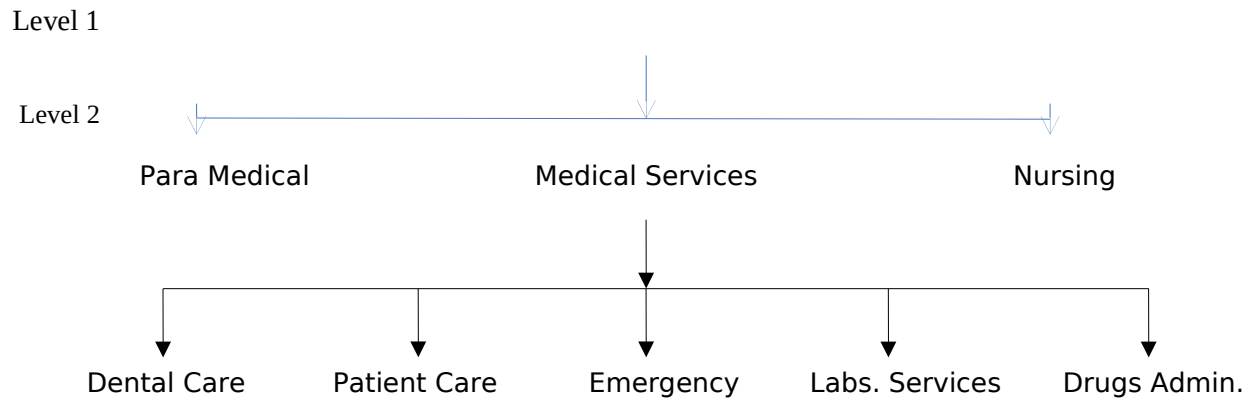 Level 1
Level 2
Para Medical Medical Services Nursing
Dental Care Patient Care Emergency Labs. Services Drugs Admin.